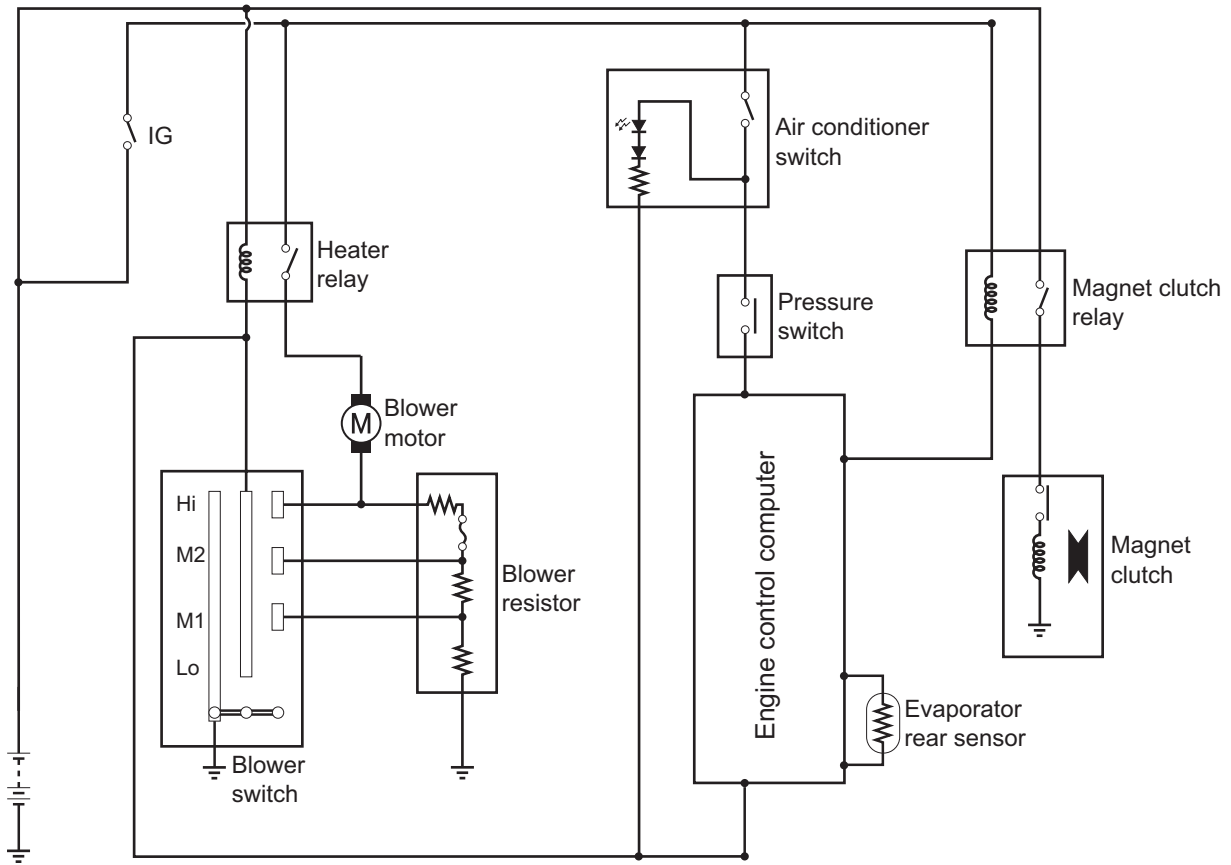 IG
Heater
relay
Air conditioner
switch
Pressure
switch
Magnet clutch
relay
M
Blower
motor
Hi
M2
M1
Lo
Blower
resistor
Blower
switch
Engine control computer
Magnet
clutch
Evaporator
rear sensor